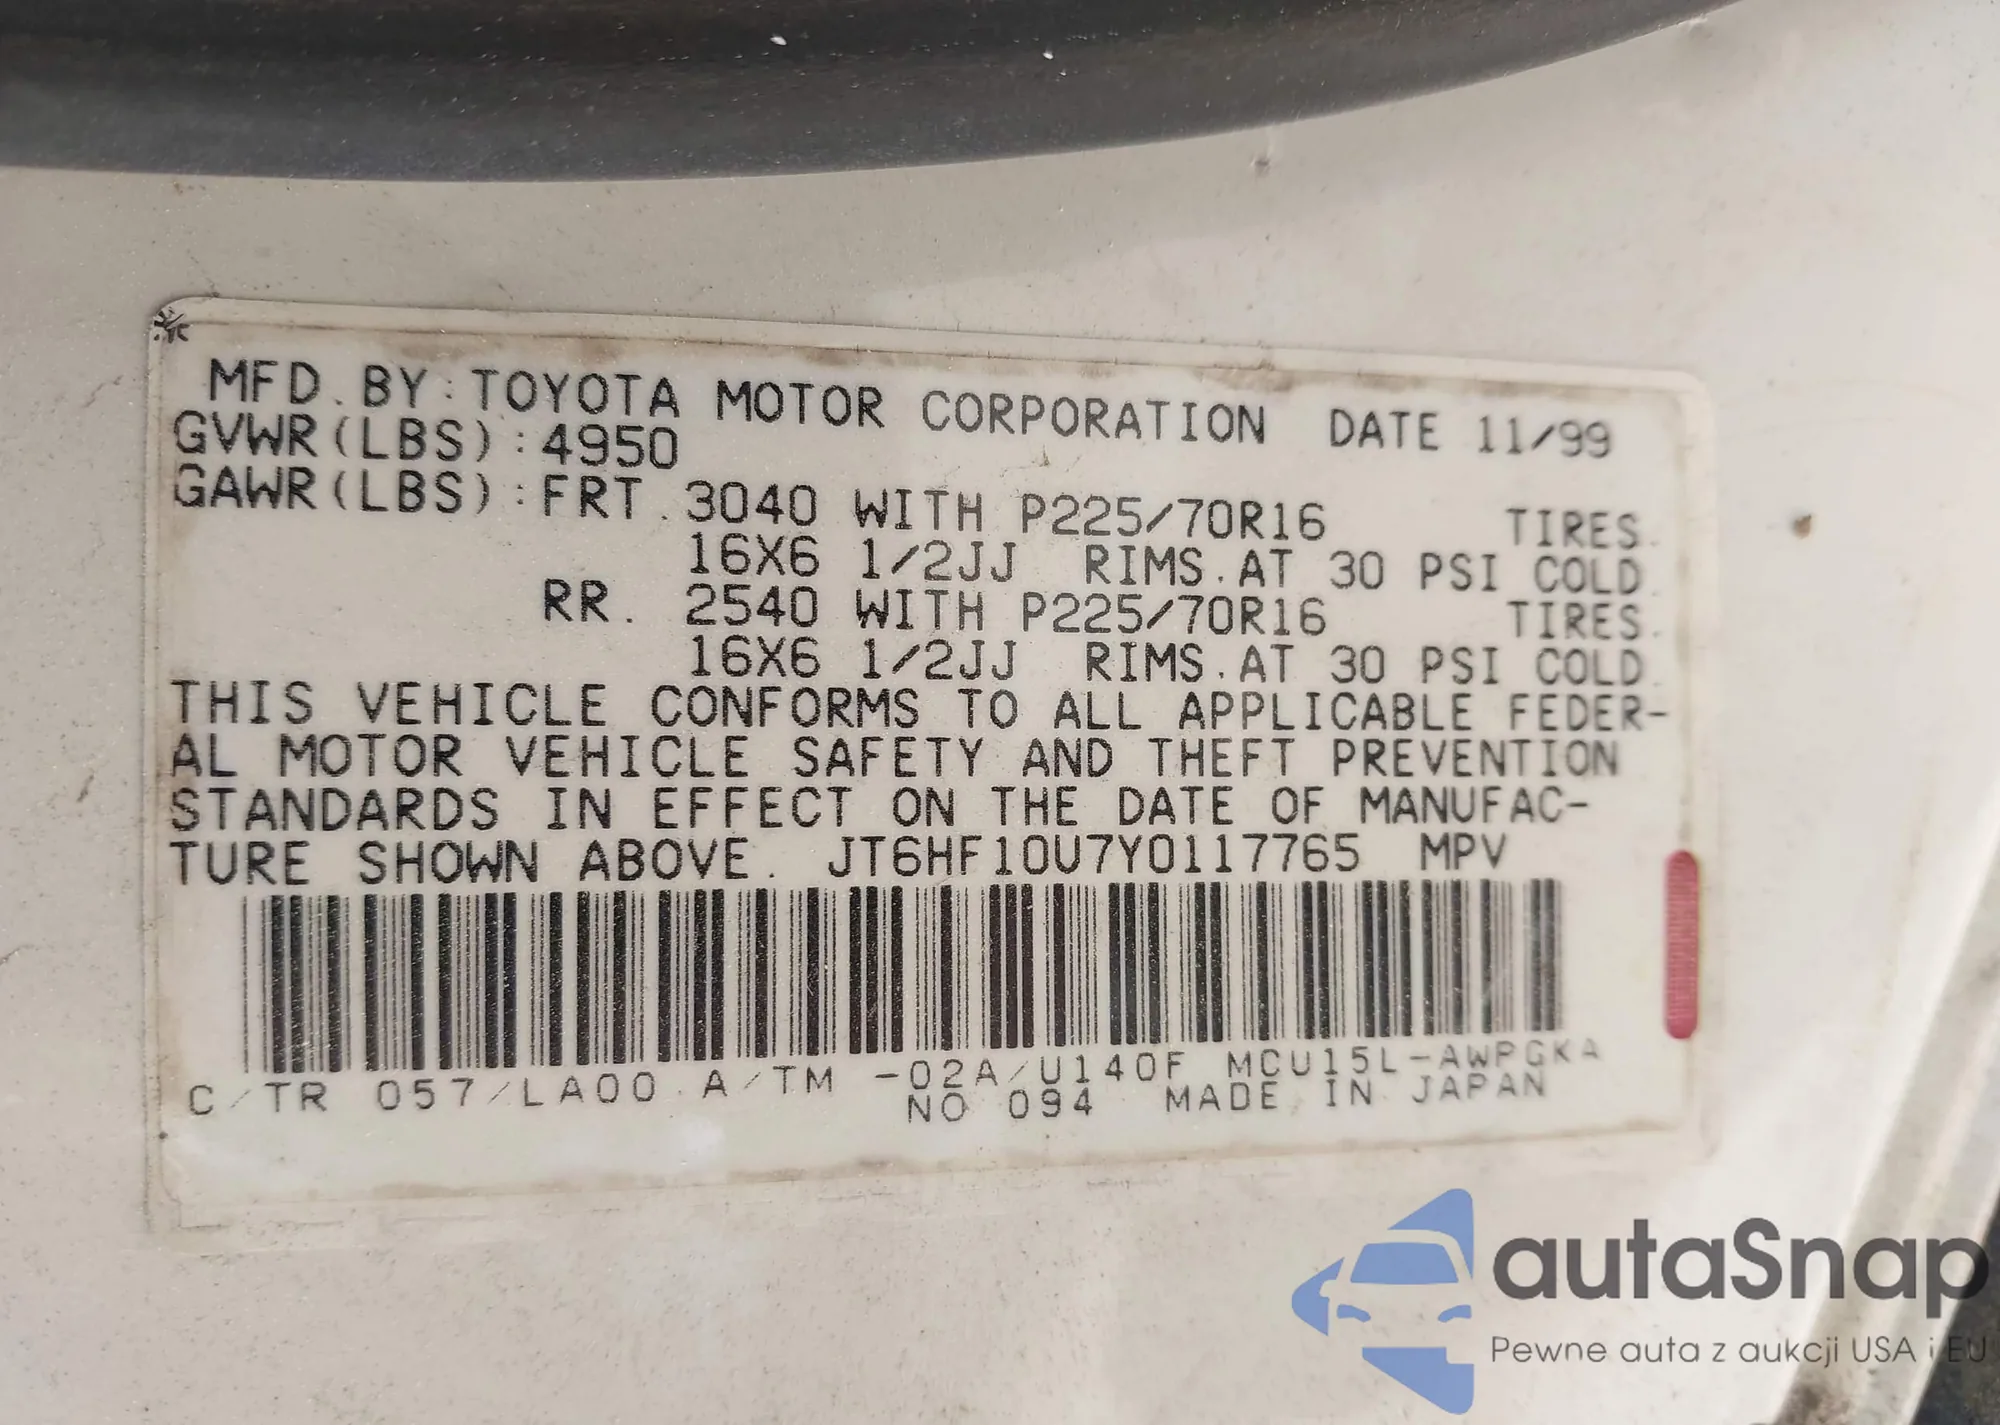 MFD. BY: TOYOTA MOTOR CORPORATION DATE 11/99
GVWR(LBS):4950
GAWR(LBS):FRT. 3040 WITH P225/70R16 TIRES.
16X6 1/2JJ RIMS.AT 30 PSI COLD.
RR. 2540 WITH P225/70R16 TIRES.
16X6 1/2JJ RIMS.AT 30 PSI COLD.
THIS VEHICLE CONFORMS TO ALL APPLICABLE FEDER-
AL MOTOR VEHICLE SAFETY AND THEFT PREVENTION
STANDARDS IN EFFECT ON THE DATE OF MANUFAC-
TURE SHOWN ABOVE. JT6HF10U7Y0117765 MPV
C/TR 057/LA00 A/TM -02A/U140F MCU15L-AWPGKA
NO 094 MADE IN JAPAN
autaSnap
Pewne auta z aukcji USA i EU